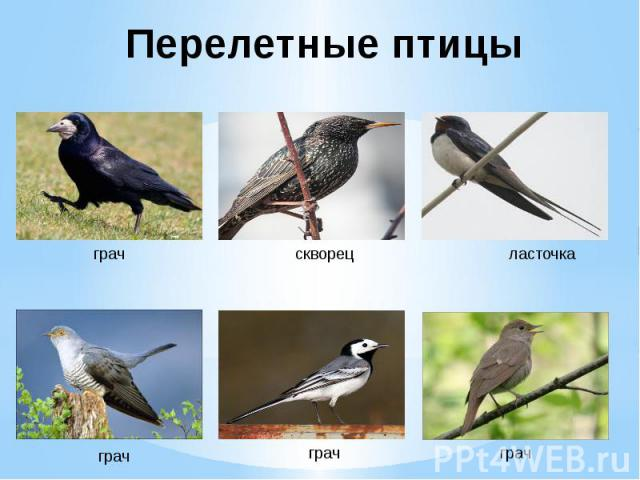 Перелетные птицы
грач
скворец
ласточка
грач
грач
грач
PPt4WEB.ru